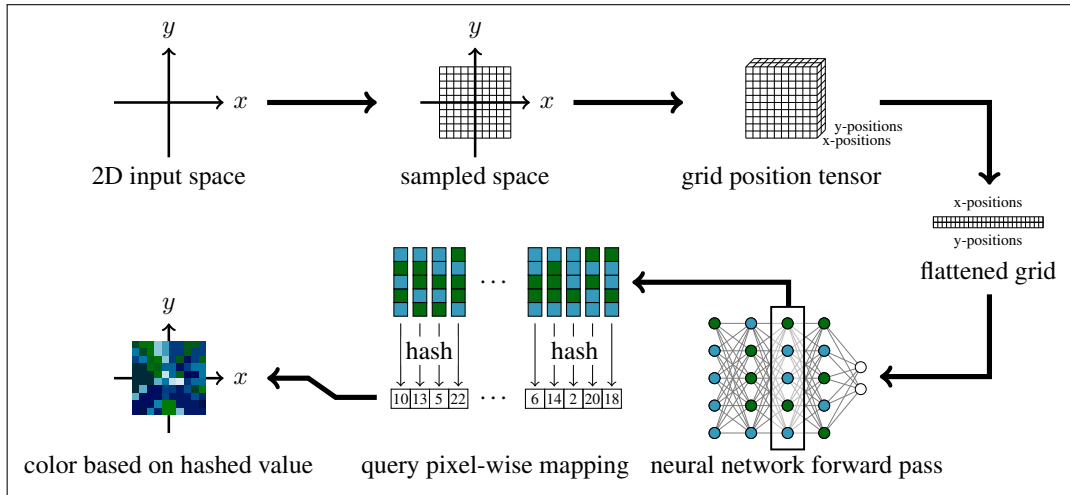 y
x
2D input space
y
x
sampled space
y-positions
x-positions
grid position tensor
x-positions
y-positions
flattened grid
neural network forward pass
...
hash
hash
10 13 5 22 ... 6 14 2 20 18
query pixel-wise mapping
y
x
color based on hashed value